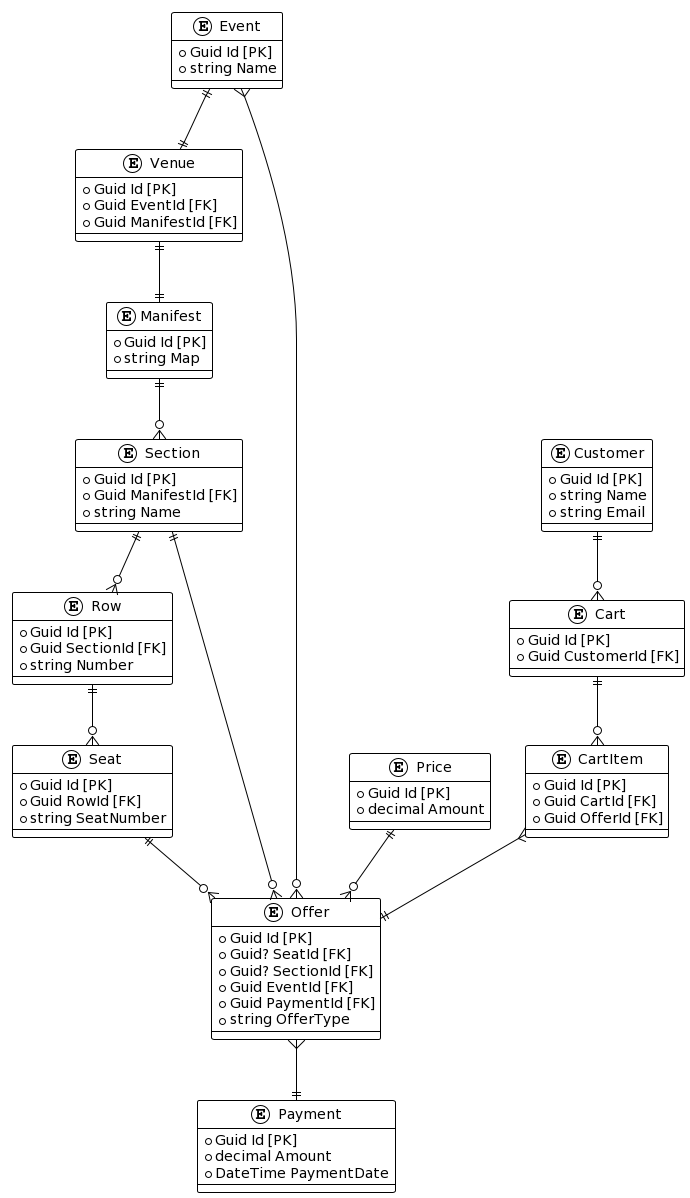 E Event
Guid Id [PK]
string Name
E Venue
Guid Id [PK]
Guid EventId [FK]
Guid ManifestId [FK]
E Manifest
Guid Id [PK]
string Map
E Section
Guid Id [PK]
Guid ManifestId [FK]
string Name
E Customer
Guid Id [PK]
string Name
string Email
E Row
Guid Id [PK]
Guid SectionId [FK]
string Number
E Cart
Guid Id [PK]
Guid CustomerId [FK]
E Seat
Guid Id [PK]
Guid RowId [FK]
string SeatNumber
E Price
Guid Id [PK]
decimal Amount
E CartItem
Guid Id [PK]
Guid CartId [FK]
Guid OfferId [FK]
E Offer
Guid Id [PK]
Guid? SeatId [FK]
Guid? SectionId [FK]
Guid EventId [FK]
Guid PaymentId [FK]
string OfferType
E Payment
Guid Id [PK]
decimal Amount
DateTime PaymentDate